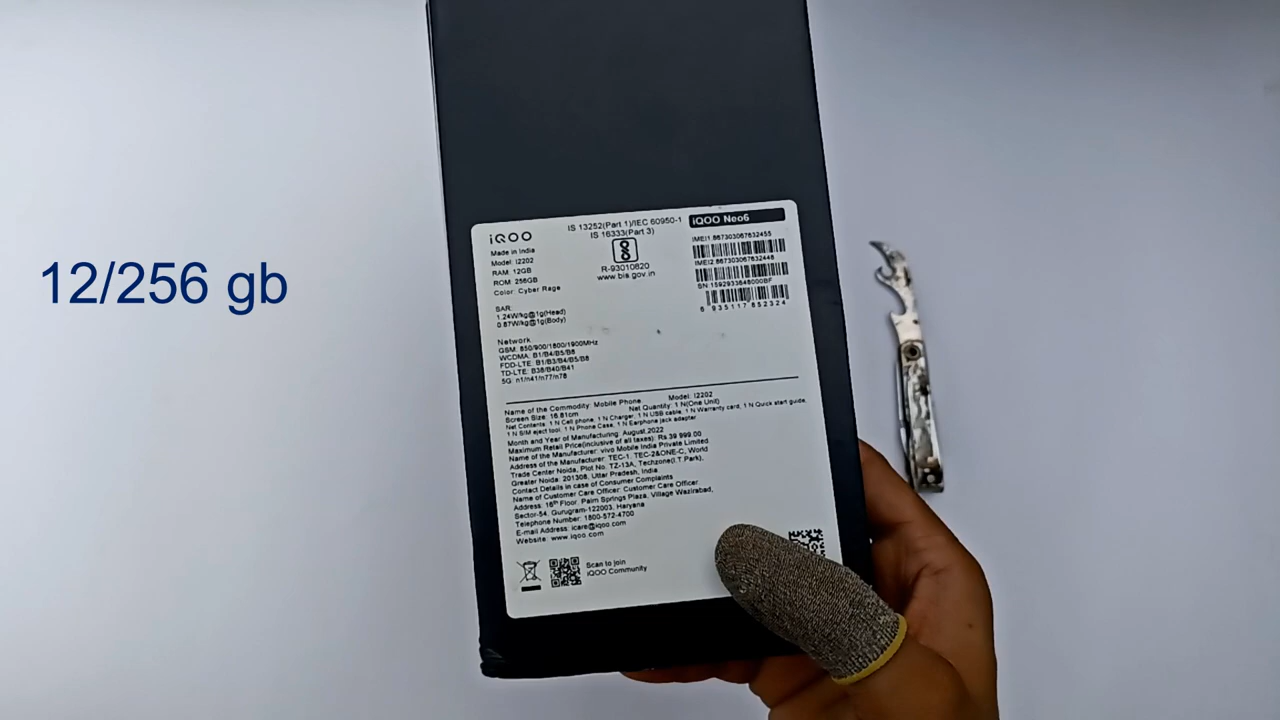 12/256 gb
iQOO
Made in India
Model: I2202
RAM: 12GB
ROM: 256GB
Color: Cyber Rage
IS 13252(Part 1)/IEC 60950-1
IS 16333(Part 3)
R-93010820
www.bis.gov.in
iQOO Neo6
IMEI1:867303067632455
IMEI2:867303067632448
SN:1592933648000BF
6 935117 852324
SAR:
1.24W/kg@1g(Head)
0.87W/kg@1g(Body)
Network
GSM: 850/900/1800/1900MHz
WCDMA: B1/B4/B5/B8
FDD-LTE: B1/B3/B4/B5/B8
TD-LTE: B38/B40/B41
5G: n1/n41/n77/n78
Name of the Commodity: Mobile Phone Model: I2202
Screen Size: 16.81cm Net Quantity: 1 N(One Unit)
Net Contents: 1 N Cell phone, 1 N Charger, 1 N USB cable, 1 N Warranty card, 1 N Quick start guide,
1 N SIM eject tool, 1 N Phone Case, 1 N Earphone jack adapter
Month and Year of Manufacturing: August,2022
Maximum Retail Price(inclusive of all taxes): Rs.39 999.00
Name of the Manufacturer: vivo Mobile India Private Limited
Address of the Manufacturer: TEC-1, TEC-2&ONE-C, World
Trade Center Noida, Plot No. TZ-13A, Techzone(I.T.Park),
Greater Noida: 201308, Uttar Pradesh, India
Contact Details in case of Consumer Complaints
Name of Customer Care Officer: Customer Care Officer.
Address: 16th Floor, Palm Springs Plaza, Village Wazirabad,
Sector-54, Gurugram-122003, Haryana
Telephone Number: 1800-572-4700
E-mail Address: icare@iqoo.com
Website: www.iqoo.com
Scan to join
iQOO Community